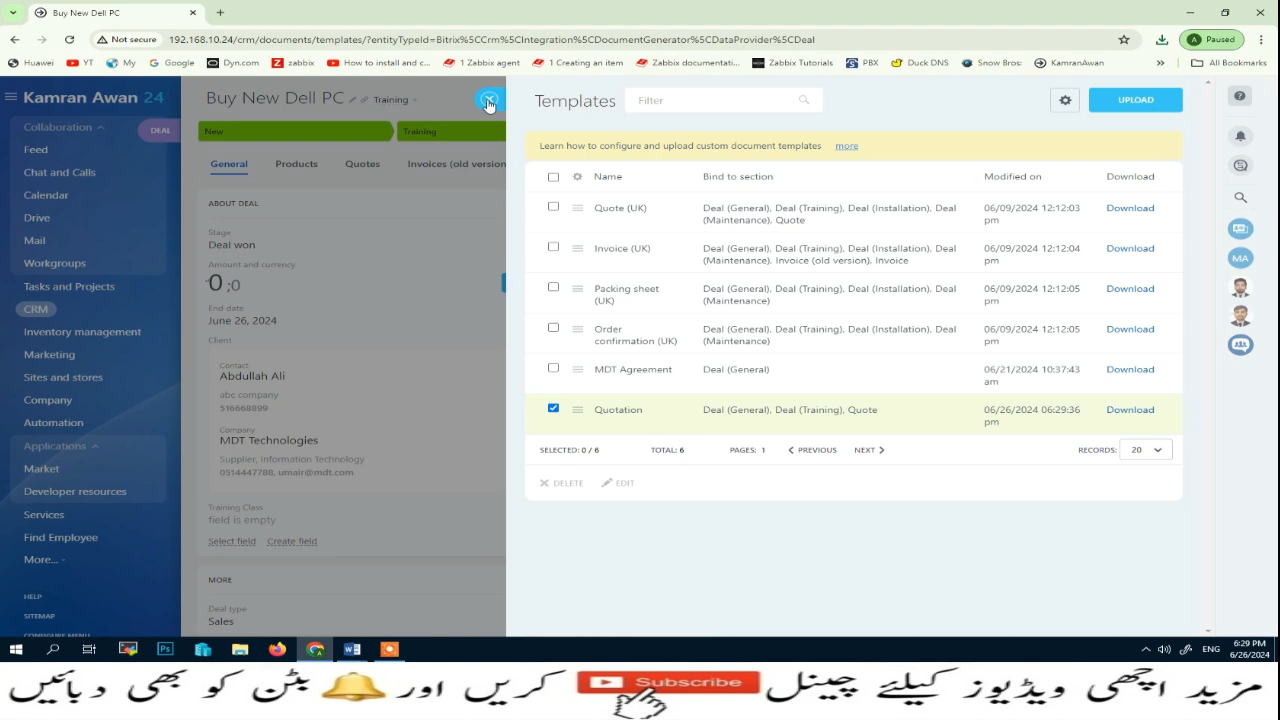 Buy New Dell PC
Not secure 192.168.10.24/crm/documents/templates/?entityTypeId=Bitrix%5CCrm%5CIntegration%5CDocumentGenerator%5CDataProvider%5CDeal
A Paused
Huawei YT My Google Dyn.com zabbix How to install and c... 1 Zabbix agent 1 Creating an item Zabbix documentati... Zabbix Tutorials PBX Duck DNS Snow Bros: KamranAwan » All Bookmarks
Kamran Awan 24
Collaboration
Feed
Chat and Calls
Calendar
Drive
Mail
Workgroups
Tasks and Projects
CRM
Inventory management
Marketing
Sites and stores
Company
Automation
Applications
Market
Developer resources
Services
Find Employee
More...
HELP
SITEMAP
CONFIGURE MENU
DEAL
Buy New Dell PC Training
New Training
General Products Quotes Invoices (old version
ABOUT DEAL
Stage
Deal won
Amount and currency
0 ;0
End date
June 26, 2024
Client
Contact
Abdullah Ali
abc company
516668899
Company
MDT Technologies
Supplier, Information Technology
0514447788, umair@mdt.com
Training Class
field is empty
Select field Create field
MORE
Deal type
Sales
Templates Filter UPLOAD
Learn how to configure and upload custom document templates more
Name Bind to section Modified on Download
Quote (UK) Deal (General), Deal (Training), Deal (Installation), Deal 06/09/2024 12:12:03 Download
(Maintenance), Quote pm
Invoice (UK) Deal (General), Deal (Training), Deal (Installation), Deal 06/09/2024 12:12:04 Download
(Maintenance), Invoice (old version), Invoice pm
Packing sheet Deal (General), Deal (Training), Deal (Installation), Deal 06/09/2024 12:12:05 Download
(UK) (Maintenance) pm
Order Deal (General), Deal (Training), Deal (Installation), Deal 06/09/2024 12:12:05 Download
confirmation (UK) (Maintenance) pm
MDT Agreement Deal (General) 06/21/2024 10:37:43 Download
am
Quotation Deal (General), Deal (Training), Quote 06/26/2024 06:29:36 Download
pm
SELECTED: 0 / 6 TOTAL: 6 PAGES: 1 PREVIOUS NEXT RECORDS: 20
DELETE EDIT
MA
ENG
6:29 PM
6/26/2024
مزید اچھی ویڈیوز کیلئے چینل Subscribe کریں اور بٹن کو بھی دبائیں